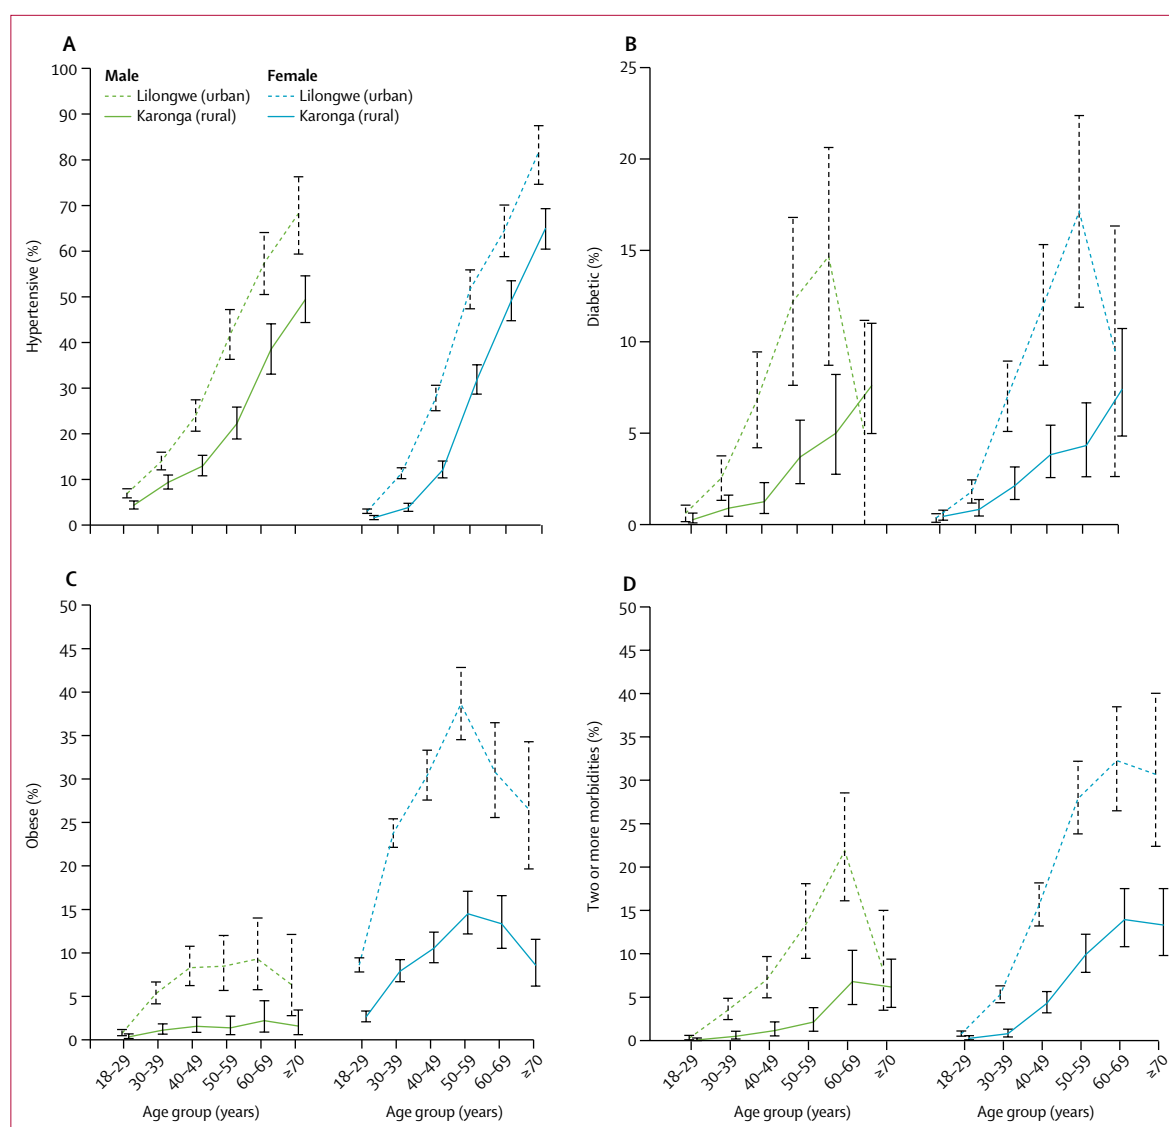 A
Hypertensive (%)
100
90
80
70
60
50
40
30
20
10
0
Male Female
Lilongwe (urban) Lilongwe (urban)
Karonga (rural) Karonga (rural)
B
Diabetic (%)
25
20
15
10
5
0
C
Obese (%)
50
45
40
35
30
25
20
15
10
5
0
18–29 30–39 40–49 50–59 60–69 ≥70 18–29 30–39 40–49 50–59 60–69 ≥70
Age group (years) Age group (years)
D
Two or more morbidities (%)
50
45
40
35
30
25
20
15
10
5
0
18–29 30–39 40–49 50–59 60–69 ≥70 18–29 30–39 40–49 50–59 60–69 ≥70
Age group (years) Age group (years)